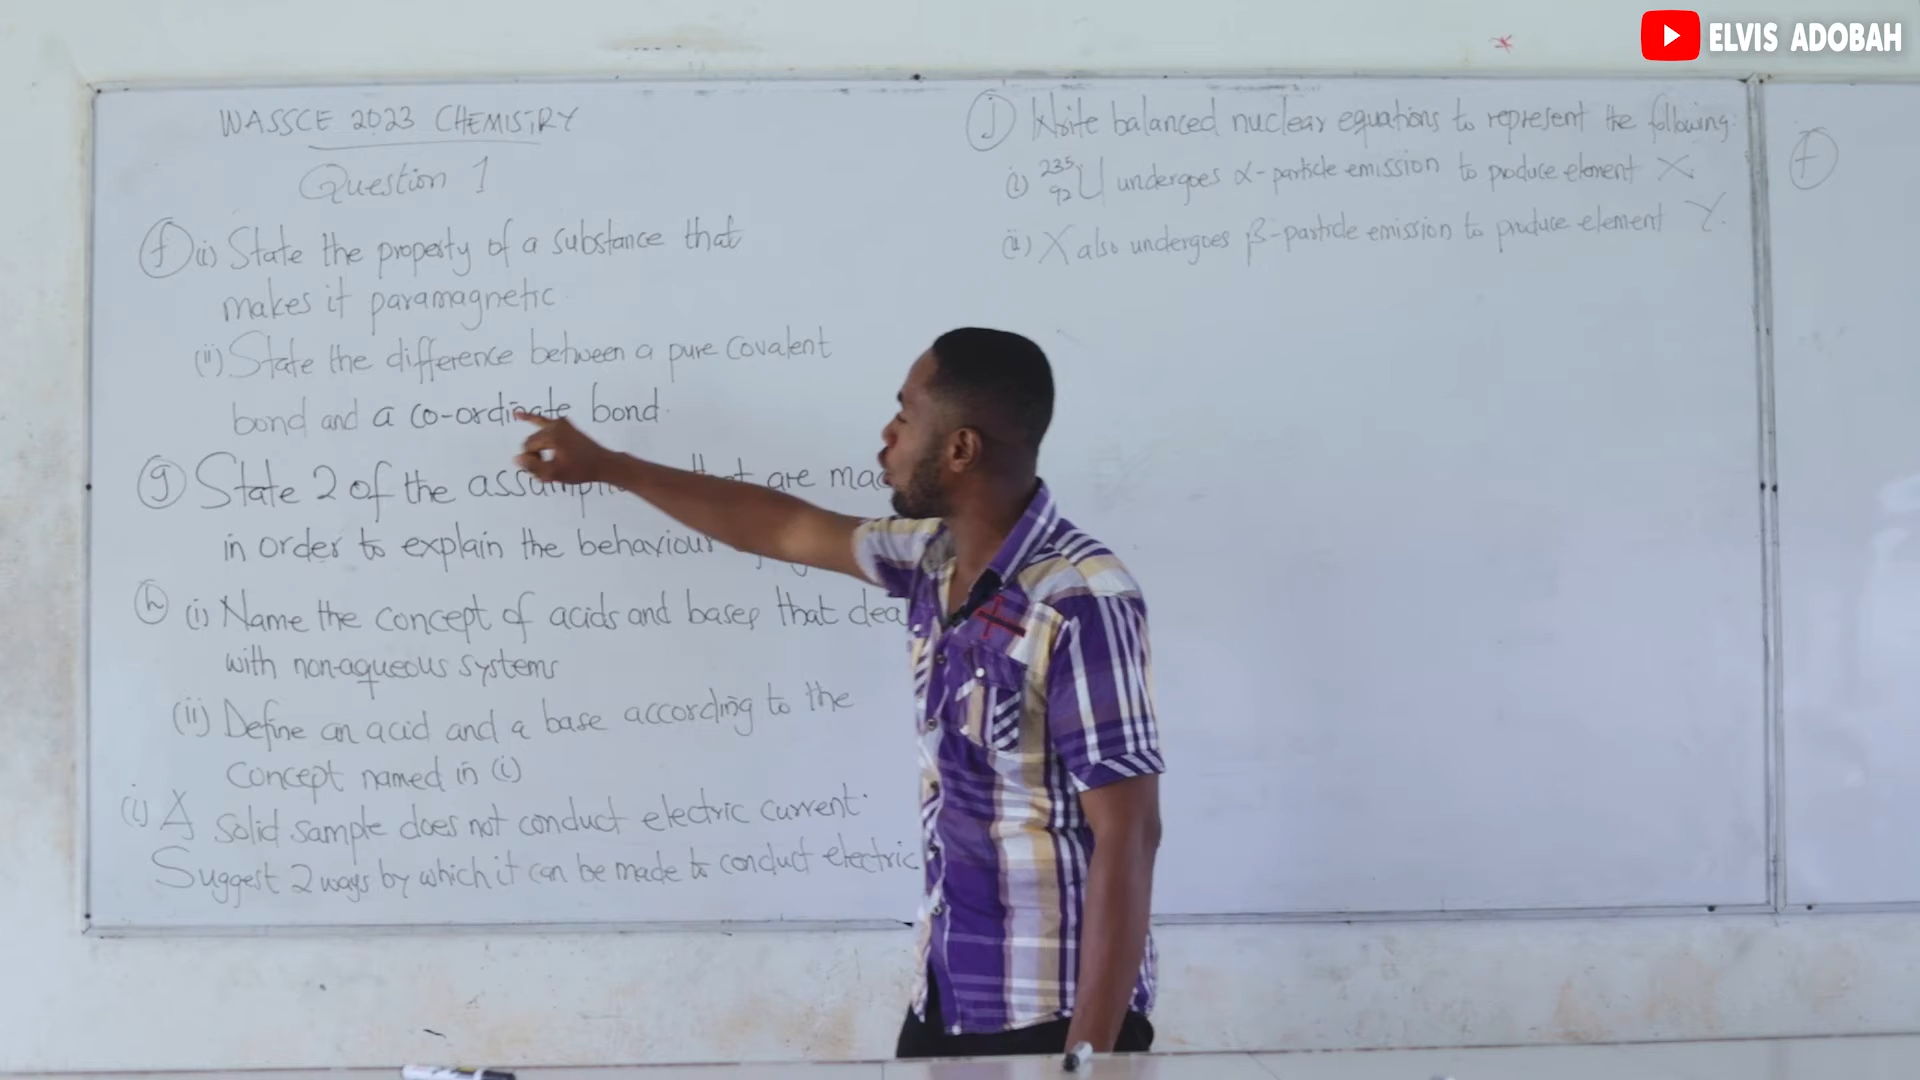 ELVIS ADOBAH
WASSCE 2023 CHEMISTRY
Question 1
(f) (i) State the property of a substance that
makes it paramagnetic
(ii) State the difference between a pure covalent
bond and a co-ordinate bond.
(g) State 2 of the are
in order to explain the behaviour
(h) (i) Name the concept of acids and bases that
with non-aqueous systems
(ii) Define an acid and a base according to the
concept named in (i)
(i) A solid sample does not conduct electric current.
Suggest 2 ways by which it can be made to conduct electric
(j) Write balanced nuclear equations to represent the following:
(i) 235 92 U undergoes α-particle emission to produce element X.
(ii) X also undergoes β-particle emission to produce element Y.
(f)